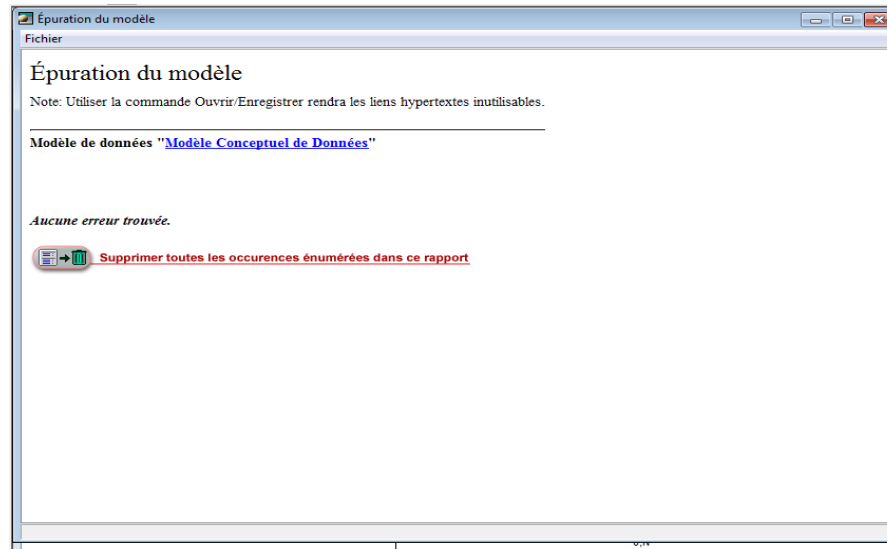 Épuration du modèle
Fichier
Épuration du modèle
Note: Utiliser la commande Ouvrir/Enregistrer rendra les liens hypertextes inutilisables.
Modèle de données "Modèle Conceptuel de Données"
Aucune erreur trouvée.
Supprimer toutes les occurences énumérées dans ce rapport